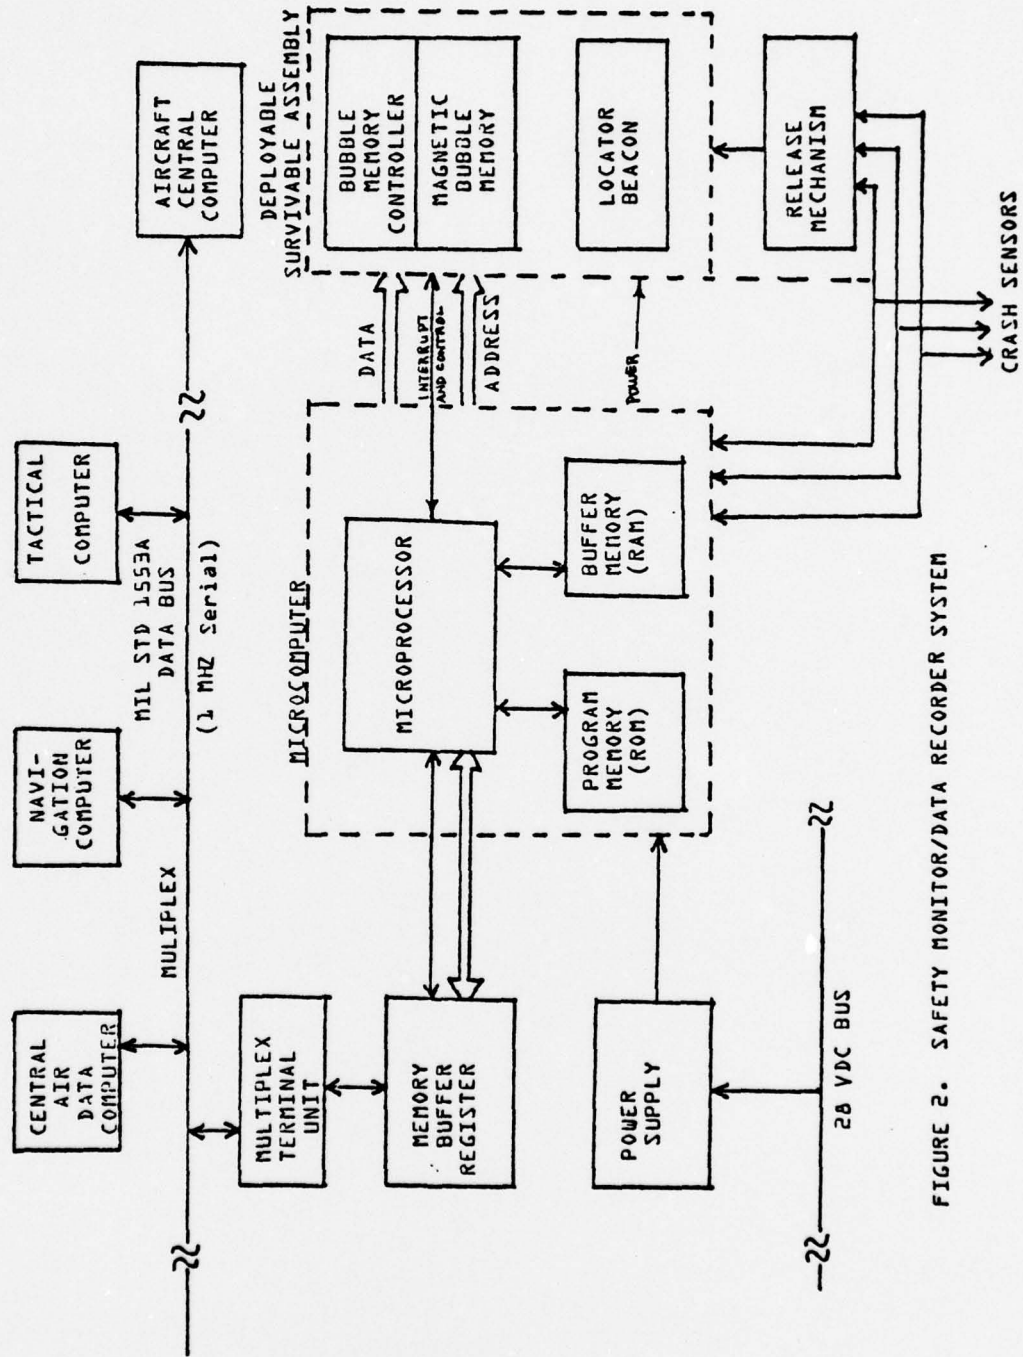 CENTRAL
AIR
DATA
COMPUTER
NAVI-
GATION
COMPUTER
TACTICAL
COMPUTER
AIRCRAFT
CENTRAL
COMPUTER
MULIPLEX
MIL STD 1553A
DATA BUS
(1 MHZ Serial)
MULTIPLEX
TERMINAL
UNIT
MEMORY
BUFFER
REGISTER
MICROCOMPUTER
MICROPROCESSOR
PROGRAM
MEMORY
(ROM)
BUFFER
MEMORY
(RAM)
DATA
INTERRUPT
AND CONTROL
ADDRESS
POWER
DEPLOYABLE
SURVIVABLE ASSEMBLY
BUBBLE
MEMORY
CONTROLLER
MAGNETIC
BUBBLE
MEMORY
LOCATOR
BEACON
RELEASE
MECHANISM
POWER
SUPPLY
28 VDC BUS
CRASH SENSORS
FIGURE 2. SAFETY MONITOR/DATA RECORDER SYSTEM